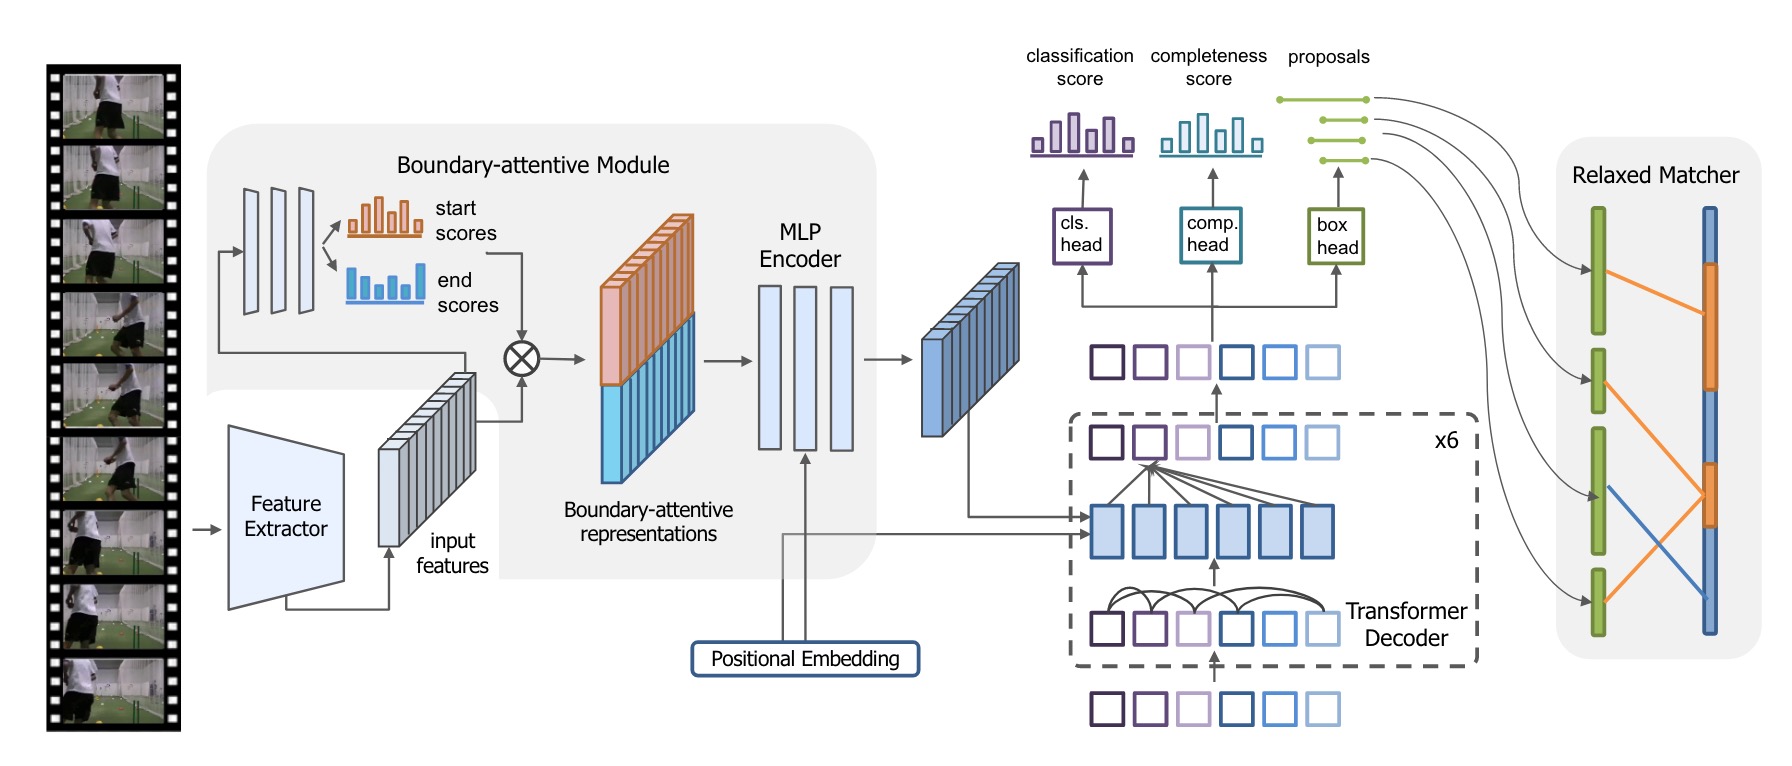 classification
score
completeness
score
proposals
Boundary-attentive Module
start
scores
end
scores
MLP
Encoder
Relaxed Matcher
cls.
head
comp.
head
box
head
x6
Feature
Extractor
input
features
Boundary-attentive
representations
Transformer
Decoder
Positional Embedding